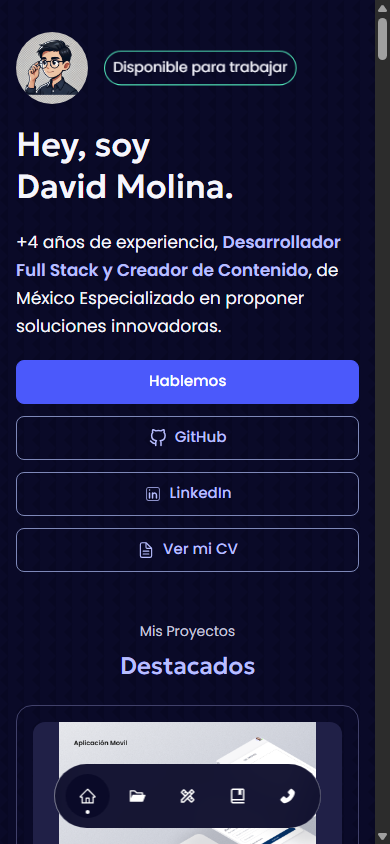 Disponible para trabajar
Hey, soy
David Molina.
+4 años de experiencia, Desarrollador
Full Stack y Creador de Contenido, de
México Especializado en proponer
soluciones innovadoras.
Hablemos
GitHub
LinkedIn
Ver mi CV
Mis Proyectos
Destacados
Aplicación Movil